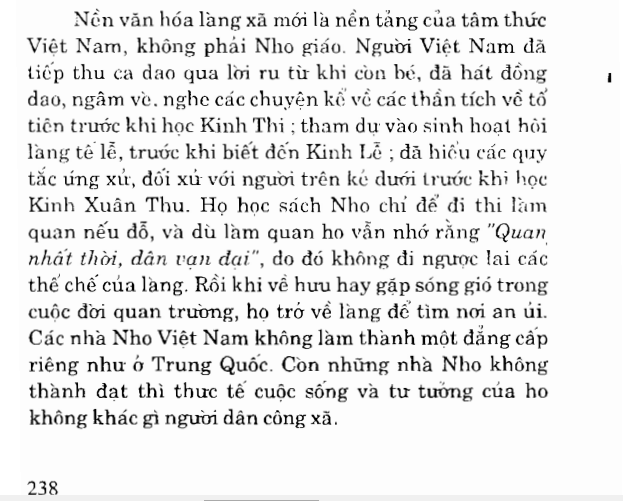 Nền văn hóa làng xã mới là nền tảng của tâm thức
Việt Nam, không phải Nho giáo. Người Việt Nam đã
tiếp thu ca dao qua lời ru từ khi còn bé, đã hát đồng
dao, ngâm vè, nghe các chuyện kể về các thần tích về tổ
tiên trước khi học Kinh Thi ; tham dự vào sinh hoạt hội
làng tế lễ, trước khi biết đến Kinh Lễ ; đã hiểu các quy
tắc ứng xử, đối xử với người trên kẻ dưới trước khi học
Kinh Xuân Thu. Họ học sách Nho chỉ để đi thi làm
quan nếu đỗ, và dù làm quan họ vẫn nhớ rằng "Quan
nhất thời, dân vạn đại", do đó không đi ngược lại các
thể chế của làng. Rồi khi về hưu hay gặp sóng gió trong
cuộc đời quan trường, họ trở về làng để tìm nơi an ủi.
Các nhà Nho Việt Nam không làm thành một đẳng cấp
riêng như ở Trung Quốc. Còn những nhà Nho không
thành đạt thì thực tế cuộc sống và tư tưởng của họ
không khác gì người dân công xã.
238